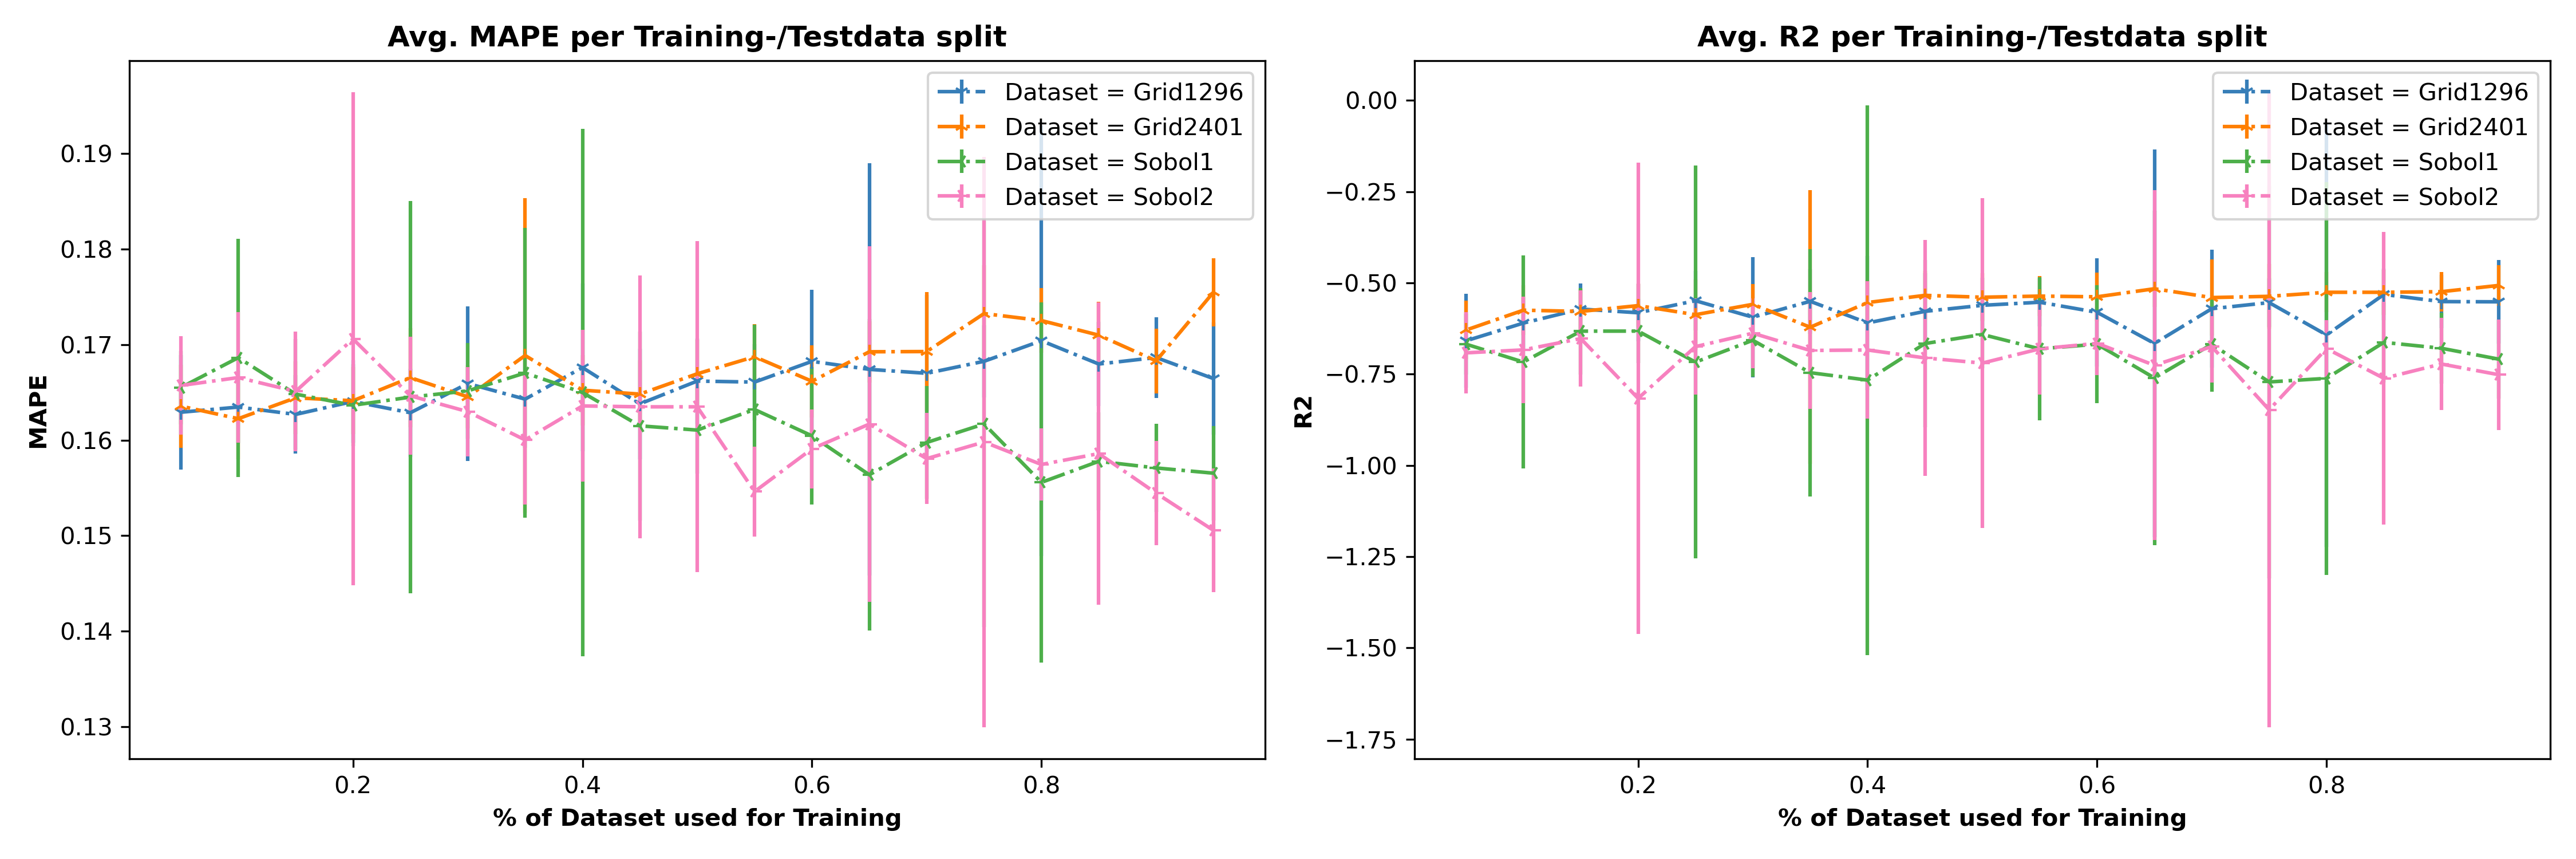 Avg. MAPE per Training-/Testdata split
Dataset = Grid1296
Dataset = Grid2401
Dataset = Sobol1
Dataset = Sobol2
MAPE
0.19
0.18
0.17
0.16
0.15
0.14
0.13
0.2 0.4 0.6 0.8
% of Dataset used for Training
Avg. R2 per Training-/Testdata split
Dataset = Grid1296
Dataset = Grid2401
Dataset = Sobol1
Dataset = Sobol2
R2
0.00
−0.25
−0.50
−0.75
−1.00
−1.25
−1.50
−1.75
0.2 0.4 0.6 0.8
% of Dataset used for Training